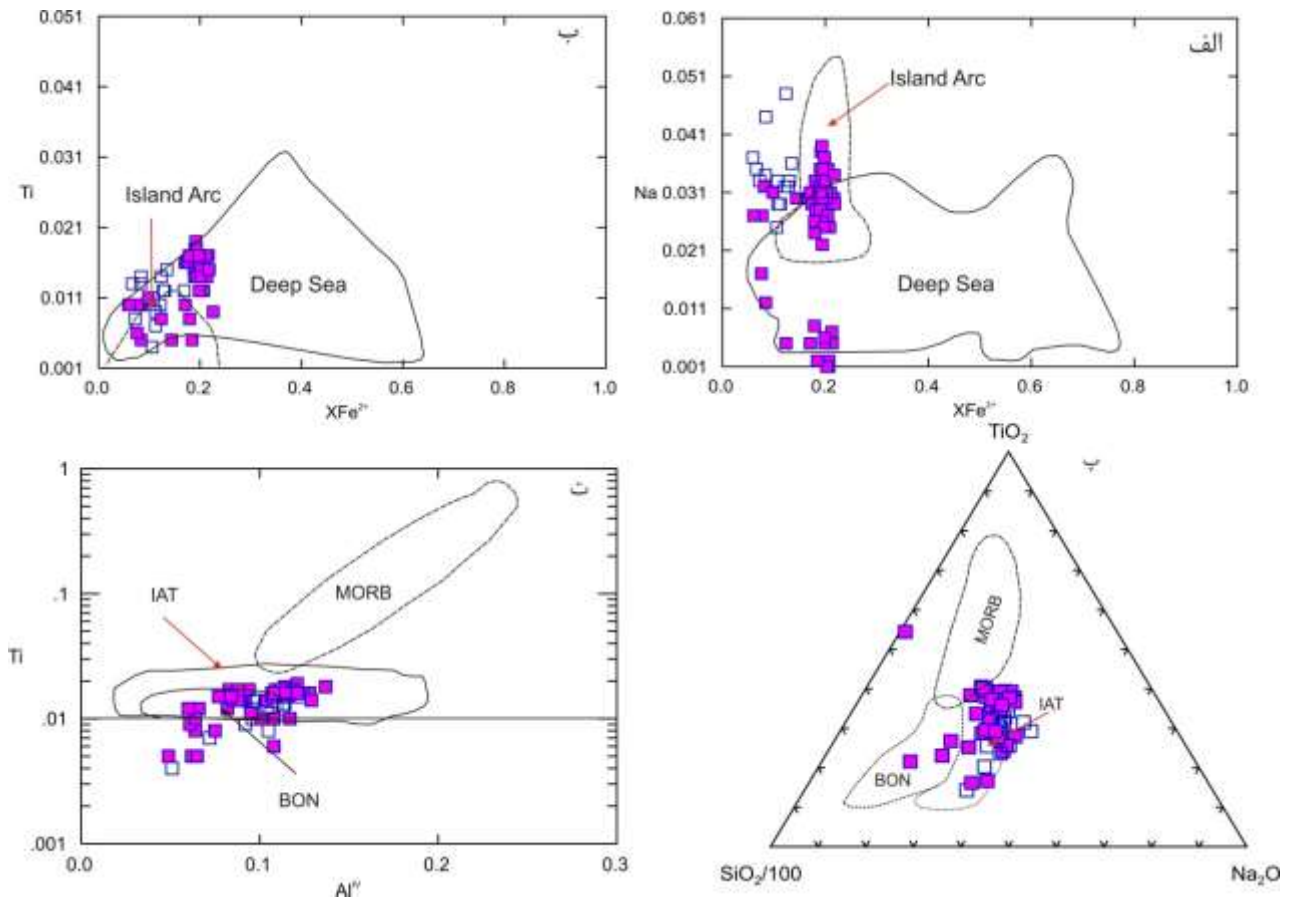 0.051
0.041
0.031
Ti
0.021
0.011
0.001
Island Arc
Deep Sea
0.0
0.2
0.4
0.6
0.8
1.0
XFe²⁺
الف
0.061
0.051
0.041
0.031
Na
0.021
0.011
0.001
Island Arc
Deep Sea
0.0
0.2
0.4
0.6
0.8
1.0
XFe²⁺
1
.1
Ti
.01
.001
IAT
MORB
BON
0.0
0.1
0.2
0.3
Alᴵⱽ
TiO₂
MORB
IAT
BON
SiO₂/100
Na₂O